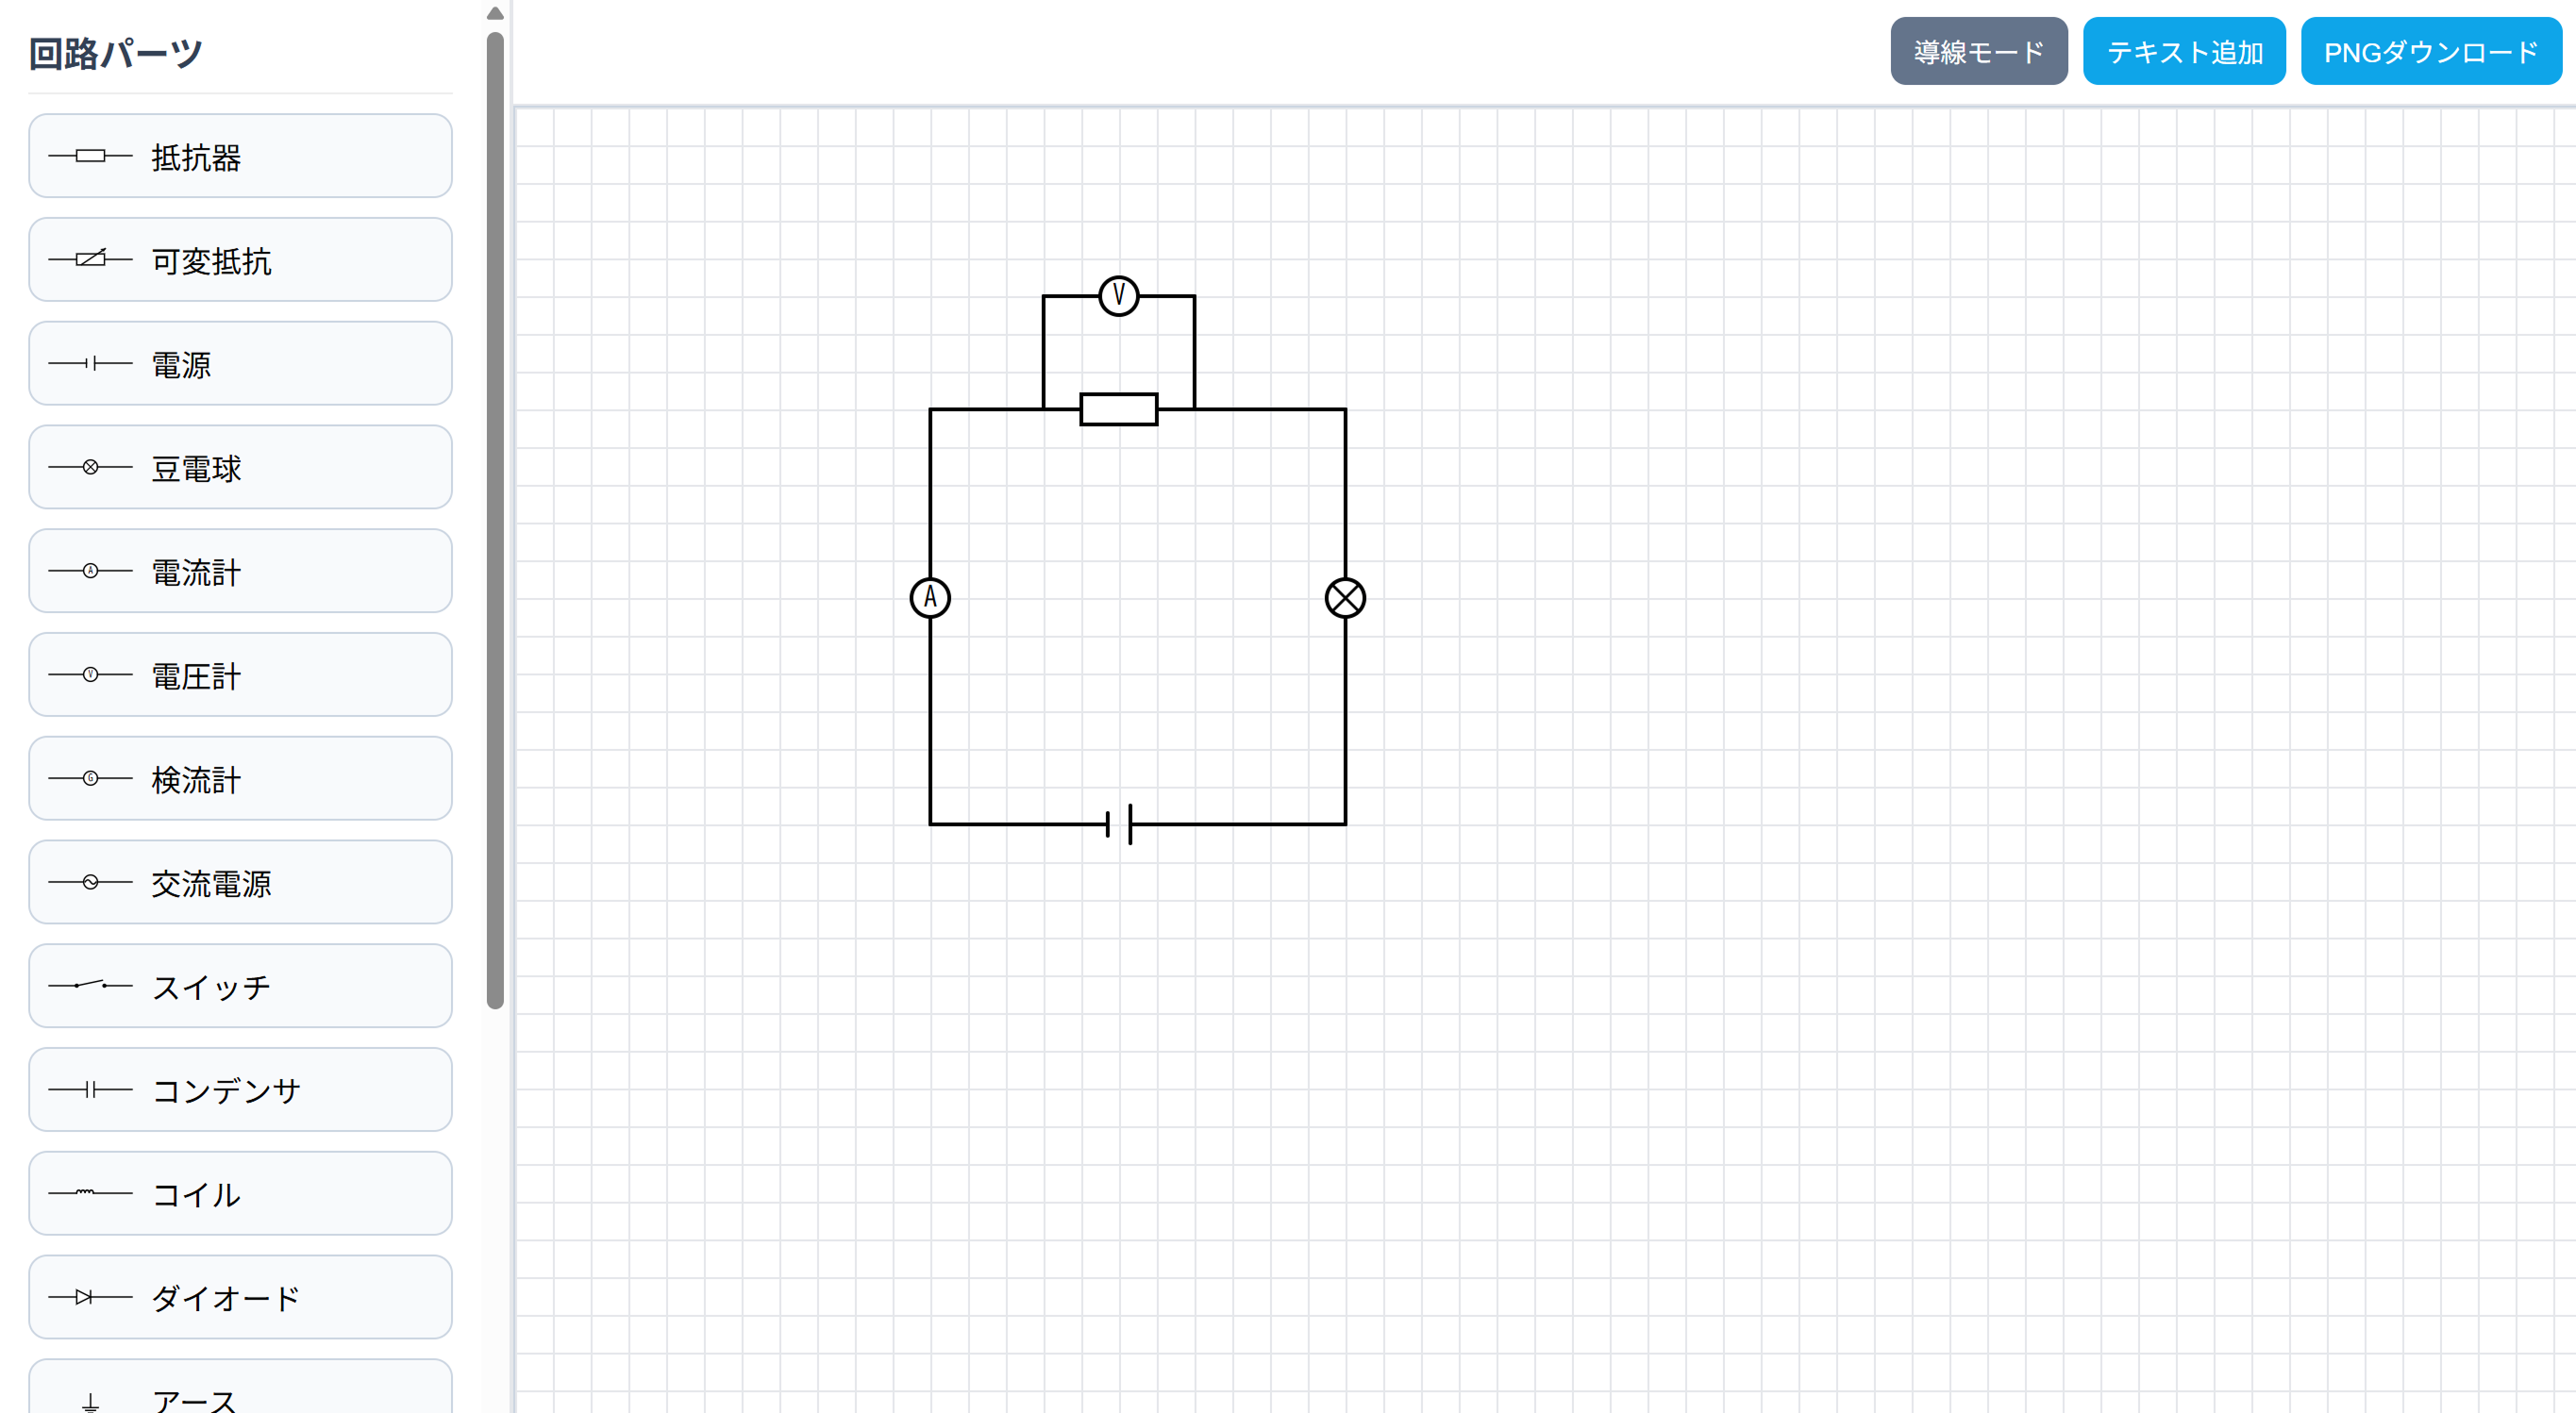 回路パーツ
導線モード
テキスト追加
PNGダウンロード
抵抗器
可変抵抗
電源
豆電球
A 電流計
V 電圧計
G 検流計
交流電源
スイッチ
コンデンサ
コイル
ダイオード
アース
V
A